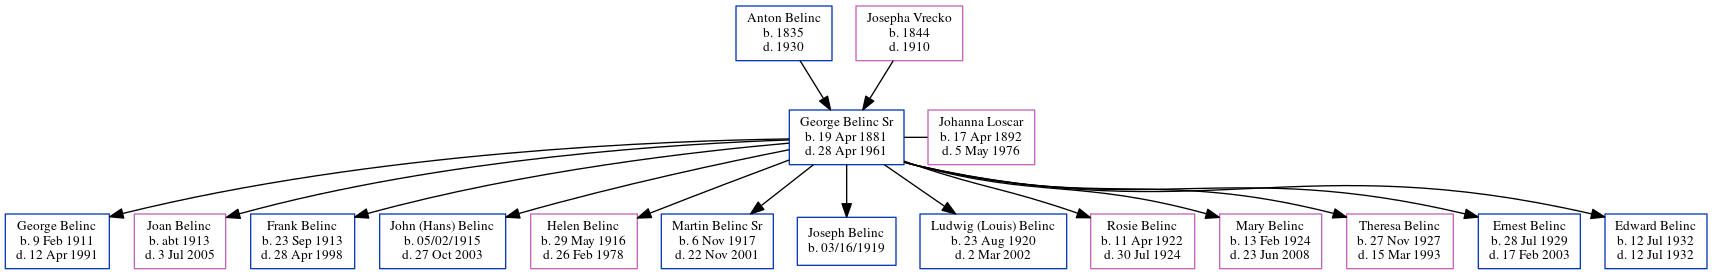 Anton Belinc
b. 1835
d. 1930
Josepha Vrecko
b. 1844
d. 1910
George Belinc Sr
b. 19 Apr 1881
d. 28 Apr 1961
Johanna Loscar
b. 17 Apr 1892
d. 5 May 1976
George Belinc
b. 9 Feb 1911
d. 12 Apr 1991
Joan Belinc
b. abt 1913
d. 3 Jul 2005
Frank Belinc
b. 23 Sep 1913
d. 28 Apr 1998
John (Hans) Belinc
b. 05/02/1915
d. 27 Oct 2003
Helen Belinc
b. 29 May 1916
d. 26 Feb 1978
Martin Belinc Sr
b. 6 Nov 1917
d. 22 Nov 2001
Joseph Belinc
b. 03/16/1919
Ludwig (Louis) Belinc
b. 23 Aug 1920
d. 2 Mar 2002
Rosie Belinc
b. 11 Apr 1922
d. 30 Jul 1924
Mary Belinc
b. 13 Feb 1924
d. 23 Jun 2008
Theresa Belinc
b. 27 Nov 1927
d. 15 Mar 1993
Ernest Belinc
b. 28 Jul 1929
d. 17 Feb 2003
Edward Belinc
b. 12 Jul 1932
d. 12 Jul 1932